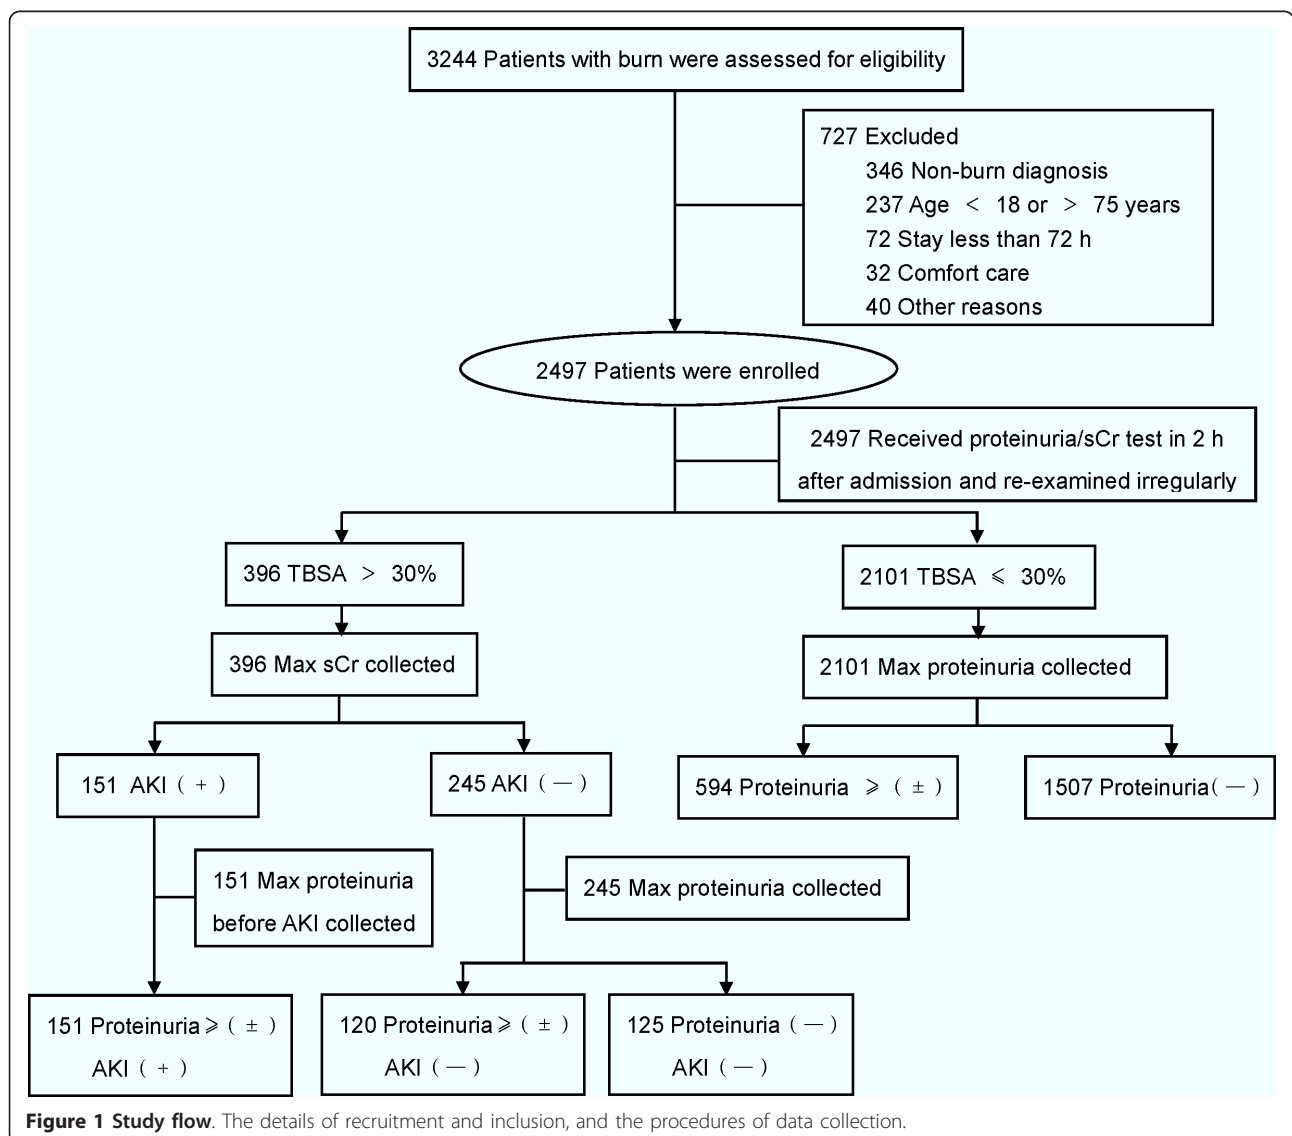 3244 Patients with burn were assessed for eligibility
727 Excluded
346 Non-burn diagnosis
237 Age < 18 or > 75 years
72 Stay less than 72 h
32 Comfort care
40 Other reasons
2497 Patients were enrolled
2497 Received proteinuria/sCr test in 2 h
after admission and re-examined irregularly
396 TBSA > 30%
2101 TBSA ⩽ 30%
396 Max sCr collected
2101 Max proteinuria collected
151 AKI ( + )
245 AKI ( — )
594 Proteinuria ⩾ ( ± )
1507 Proteinuria ( — )
151 Max proteinuria
before AKI collected
245 Max proteinuria collected
151 Proteinuria ⩾ ( ± )
AKI ( + )
120 Proteinuria ⩾ ( ± )
AKI ( — )
125 Proteinuria ( — )
AKI ( — )
Figure 1 Study flow. The details of recruitment and inclusion, and the procedures of data collection.